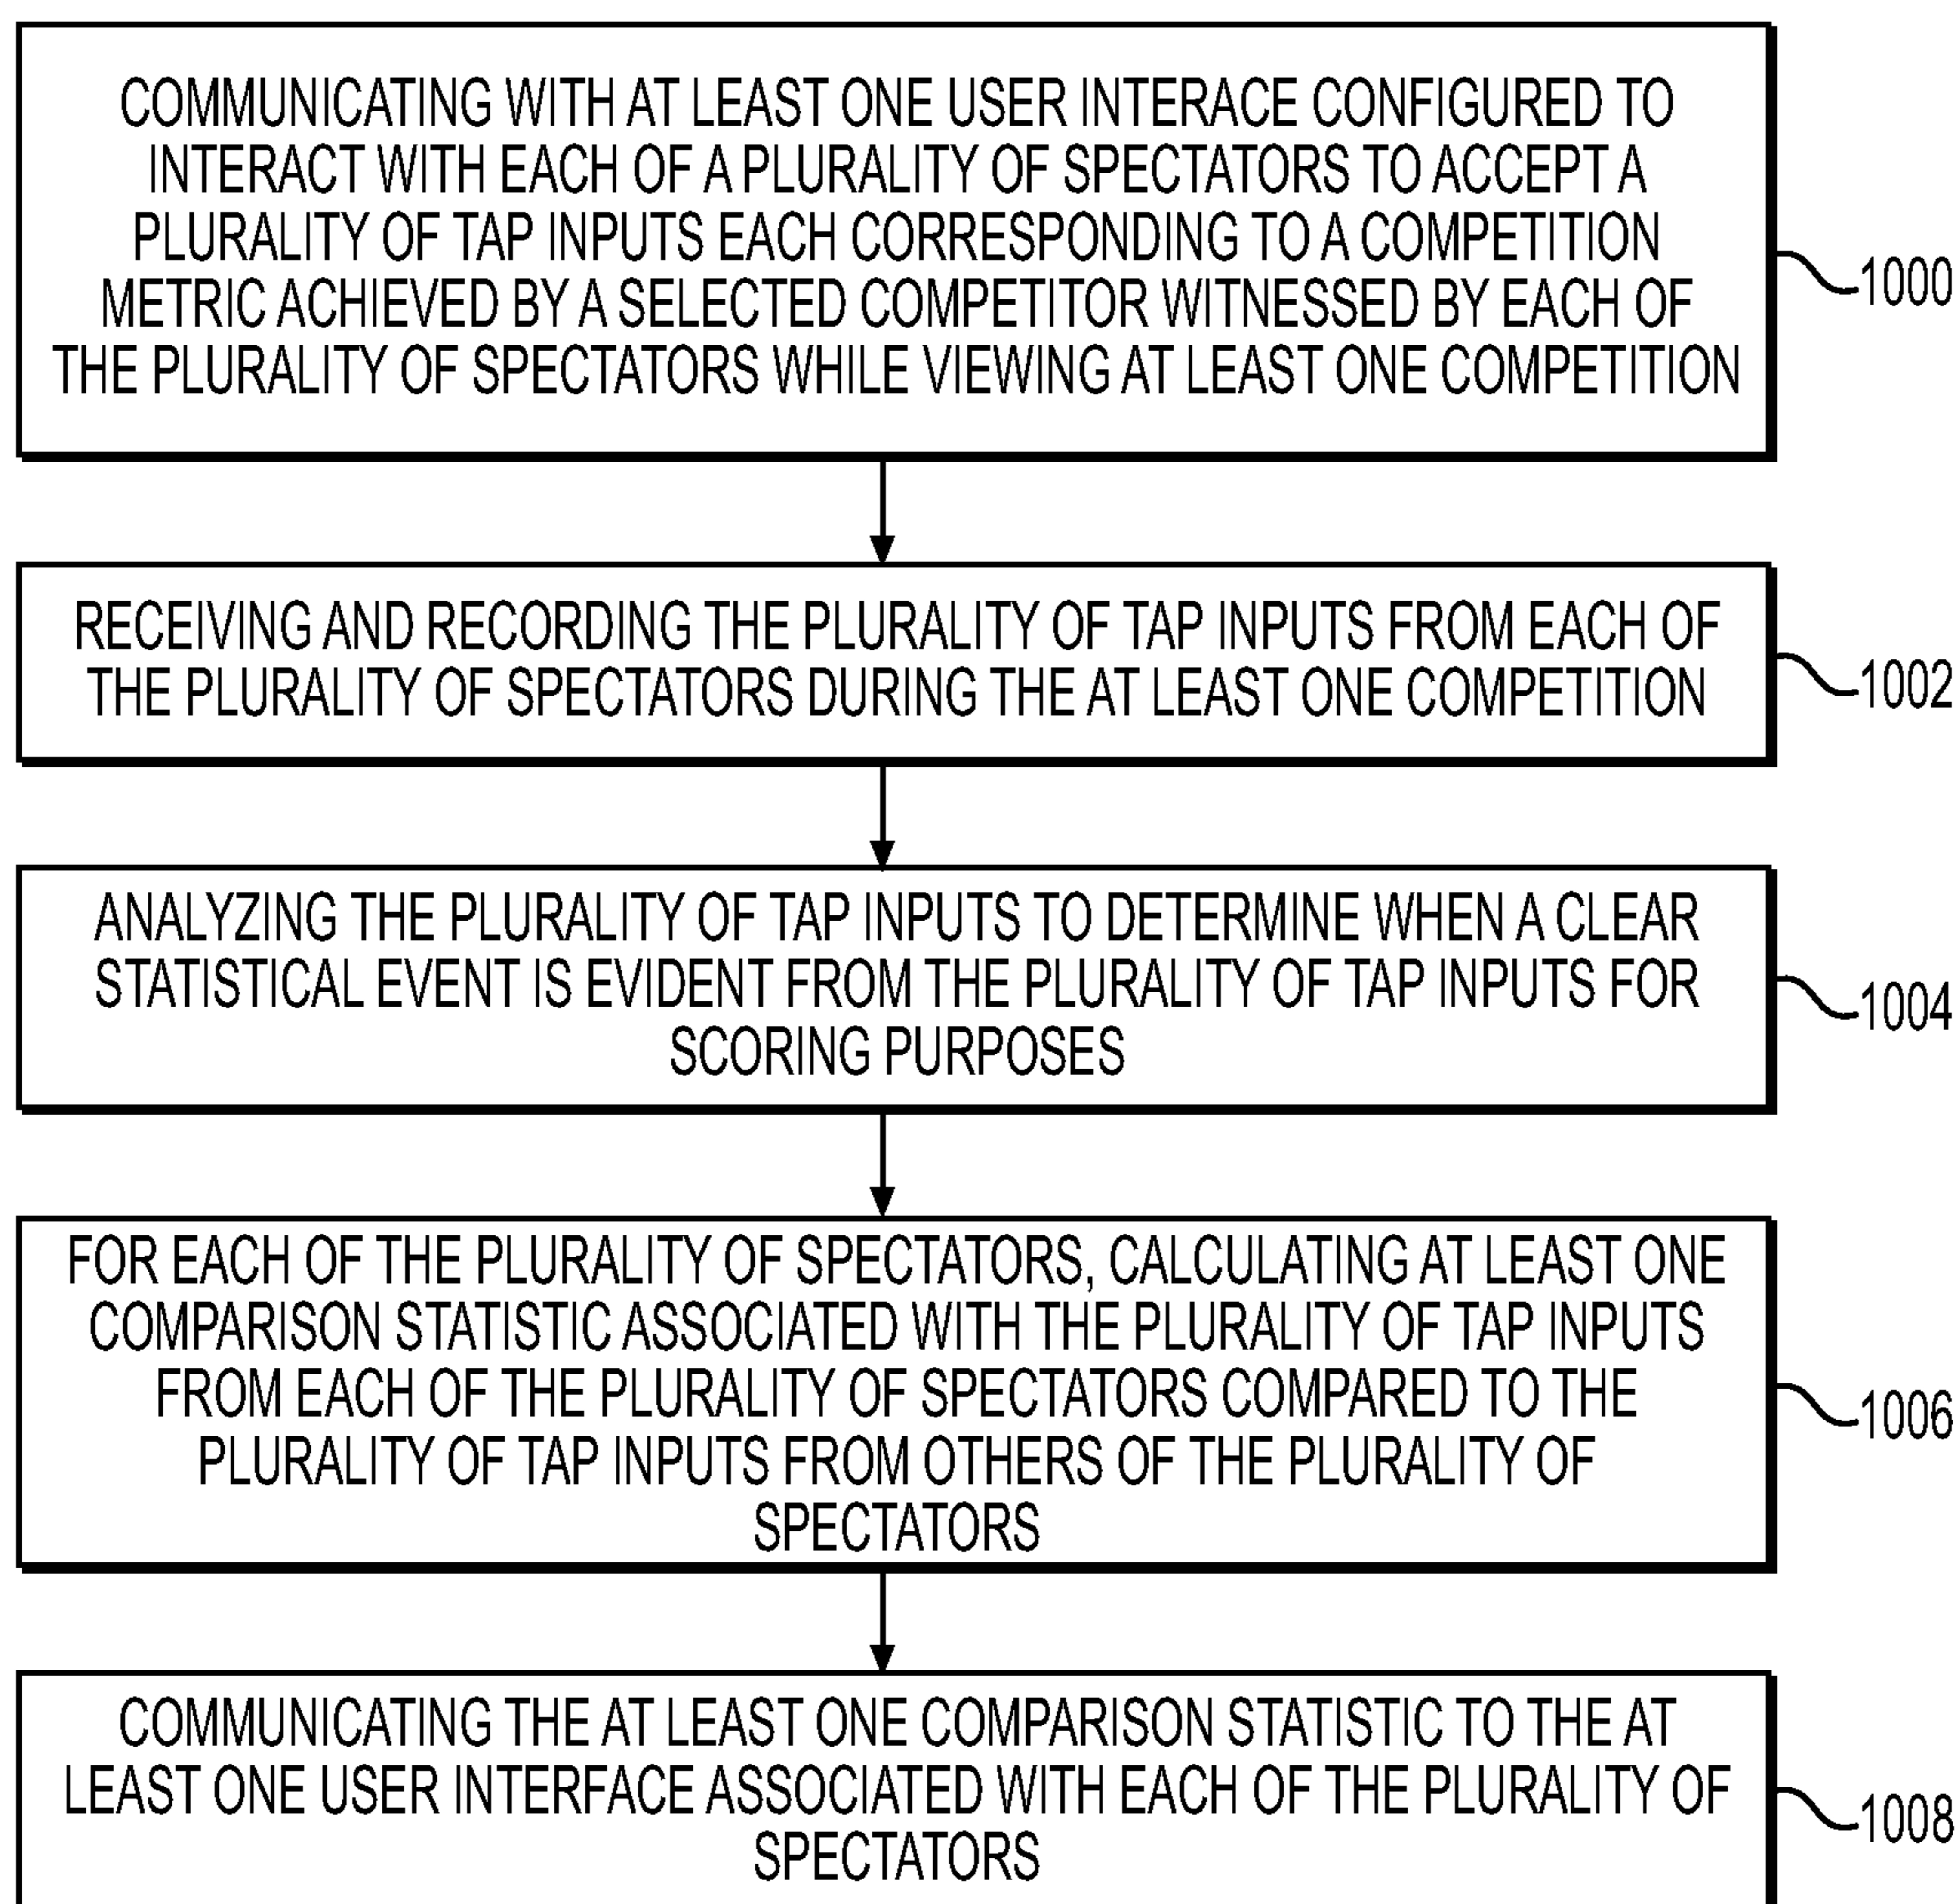 COMMUNICATING WITH AT LEAST ONE USER INTERACE CONFIGURED TO
INTERACT WITH EACH OF A PLURALITY OF SPECTATORS TO ACCEPT A
PLURALITY OF TAP INPUTS EACH CORRESPONDING TO A COMPETITION
METRIC ACHIEVED BY A SELECTED COMPETITOR WITNESSED BY EACH OF
THE PLURALITY OF SPECTATORS WHILE VIEWING AT LEAST ONE COMPETITION
1000
RECEIVING AND RECORDING THE PLURALITY OF TAP INPUTS FROM EACH OF
THE PLURALITY OF SPECTATORS DURING THE AT LEAST ONE COMPETITION
1002
ANALYZING THE PLURALITY OF TAP INPUTS TO DETERMINE WHEN A CLEAR
STATISTICAL EVENT IS EVIDENT FROM THE PLURALITY OF TAP INPUTS FOR
SCORING PURPOSES
1004
FOR EACH OF THE PLURALITY OF SPECTATORS, CALCULATING AT LEAST ONE
COMPARISON STATISTIC ASSOCIATED WITH THE PLURALITY OF TAP INPUTS
FROM EACH OF THE PLURALITY OF SPECTATORS COMPARED TO THE
PLURALITY OF TAP INPUTS FROM OTHERS OF THE PLURALITY OF
SPECTATORS
1006
COMMUNICATING THE AT LEAST ONE COMPARISON STATISTIC TO THE AT
LEAST ONE USER INTERFACE ASSOCIATED WITH EACH OF THE PLURALITY OF
SPECTATORS
1008